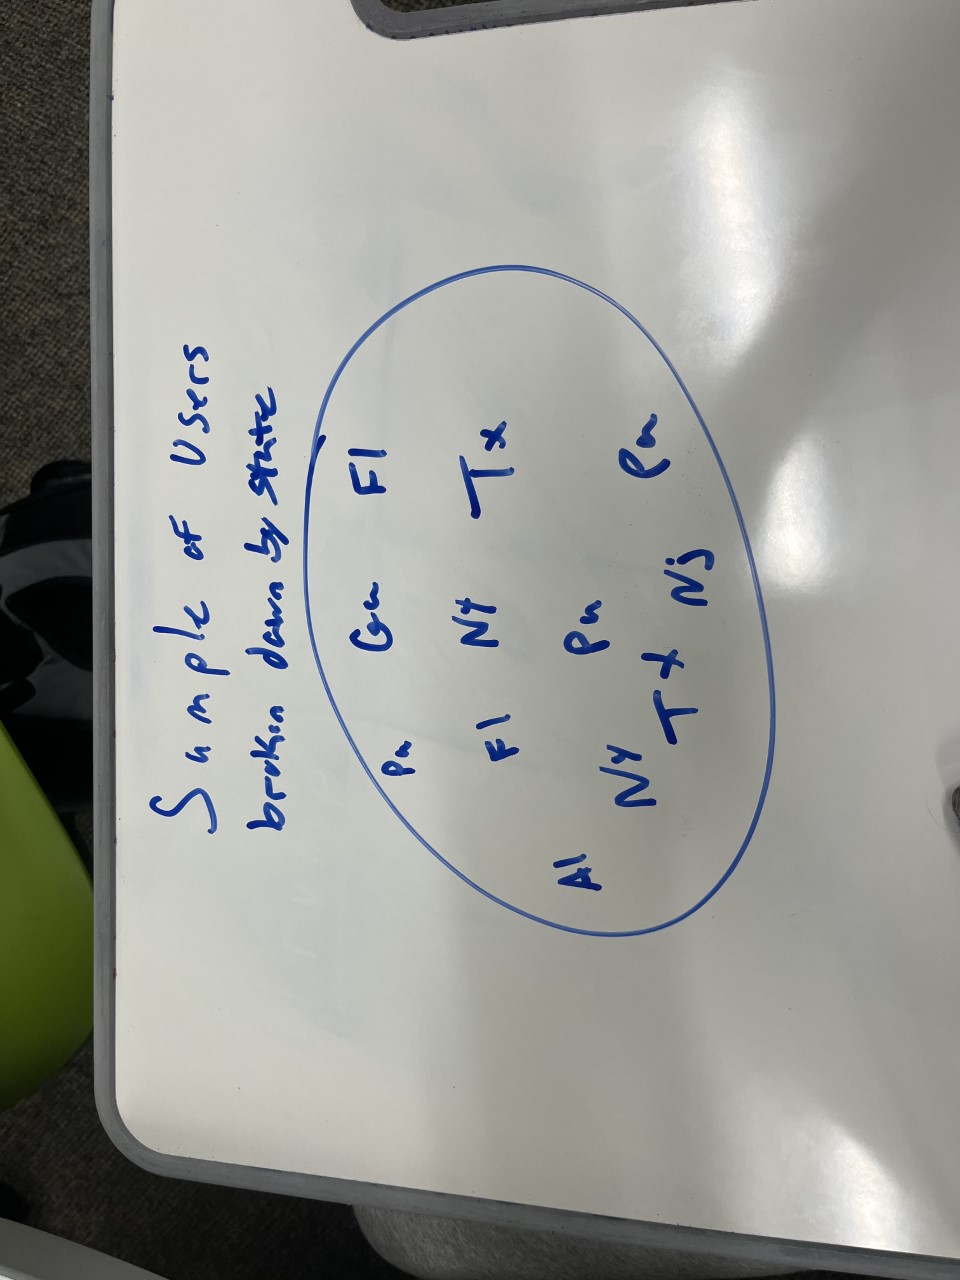 Sample of Users
broken down by state
Pa Ga Fl
Fl NY Tx
Al Pa
NY Tx Nj Pa